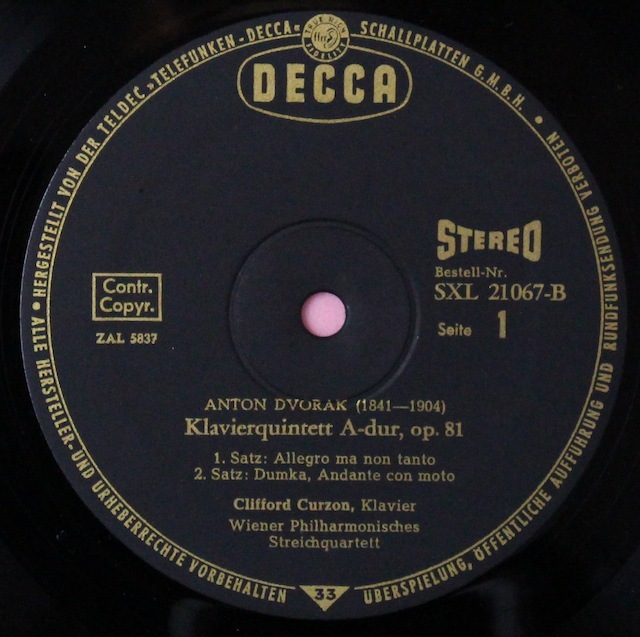 HERGESTELLT VON DER TELDEC »TELEFUNKEN-DECCA« SCHALLPLATTEN G.M.B.H. •
ALLE HERSTELLER- UND URHEBERRECHTE VORBEHALTEN
ÜBERSPIELUNG, ÖFFENTLICHE AUFFÜHRUNG UND RUNDFUNKSENDUNG VERBOTEN
DECCA
STEREO
Bestell-Nr.
SXL 21067-B
Seite 1
Contr.
Copyr.
ZAL 5837
ANTON DVORAK (1841—1904)
Klavierquintett A-dur, op. 81
1. Satz: Allegro ma non tanto
2. Satz: Dumka, Andante con moto
Clifford Curzon, Klavier
Wiener Philharmonisches
Streichquartett
33